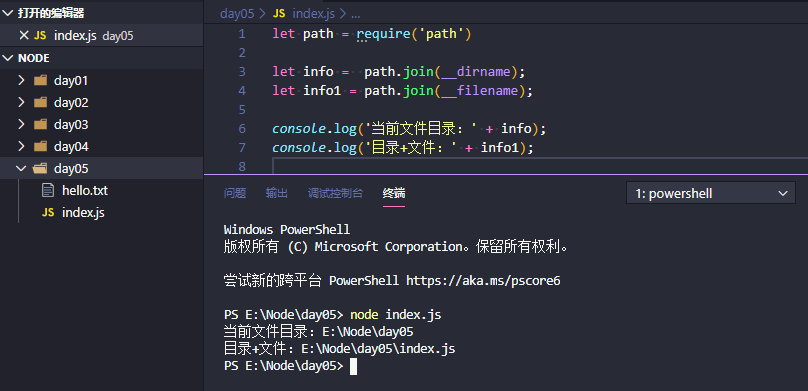 打开的编辑器
index.js day05
NODE
day01
day02
day03
day04
day05
hello.txt
JS index.js
day05 > JS index.js > ...
1 let path = require('path')
2
3 let info =  path.join(__dirname);
4 let info1 = path.join(__filename);
5
6 console.log('当前文件目录：' + info);
7 console.log('目录+文件：' + info1);
8
问题 输出 调试控制台 终端 1: powershell
Windows PowerShell
版权所有 (C) Microsoft Corporation。保留所有权利。
尝试新的跨平台 PowerShell https://aka.ms/pscore6
PS E:\Node\day05> node index.js
当前文件目录：E:\Node\day05
目录+文件：E:\Node\day05\index.js
PS E:\Node\day05>